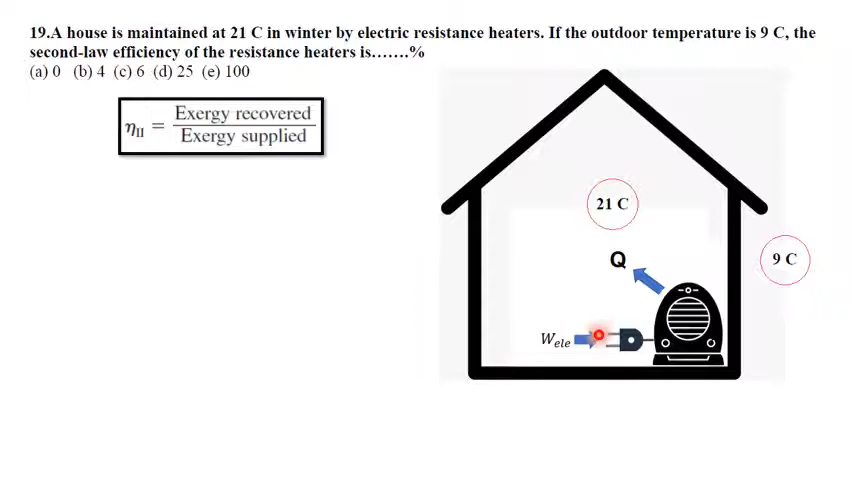 19.A house is maintained at 21 C in winter by electric resistance heaters. If the outdoor temperature is 9 C, the
second-law efficiency of the resistance heaters is…….%
(a) 0 (b) 4 (c) 6 (d) 25 (e) 100
η_II = Exergy recovered / Exergy supplied
21 C
9 C
Q
W_ele